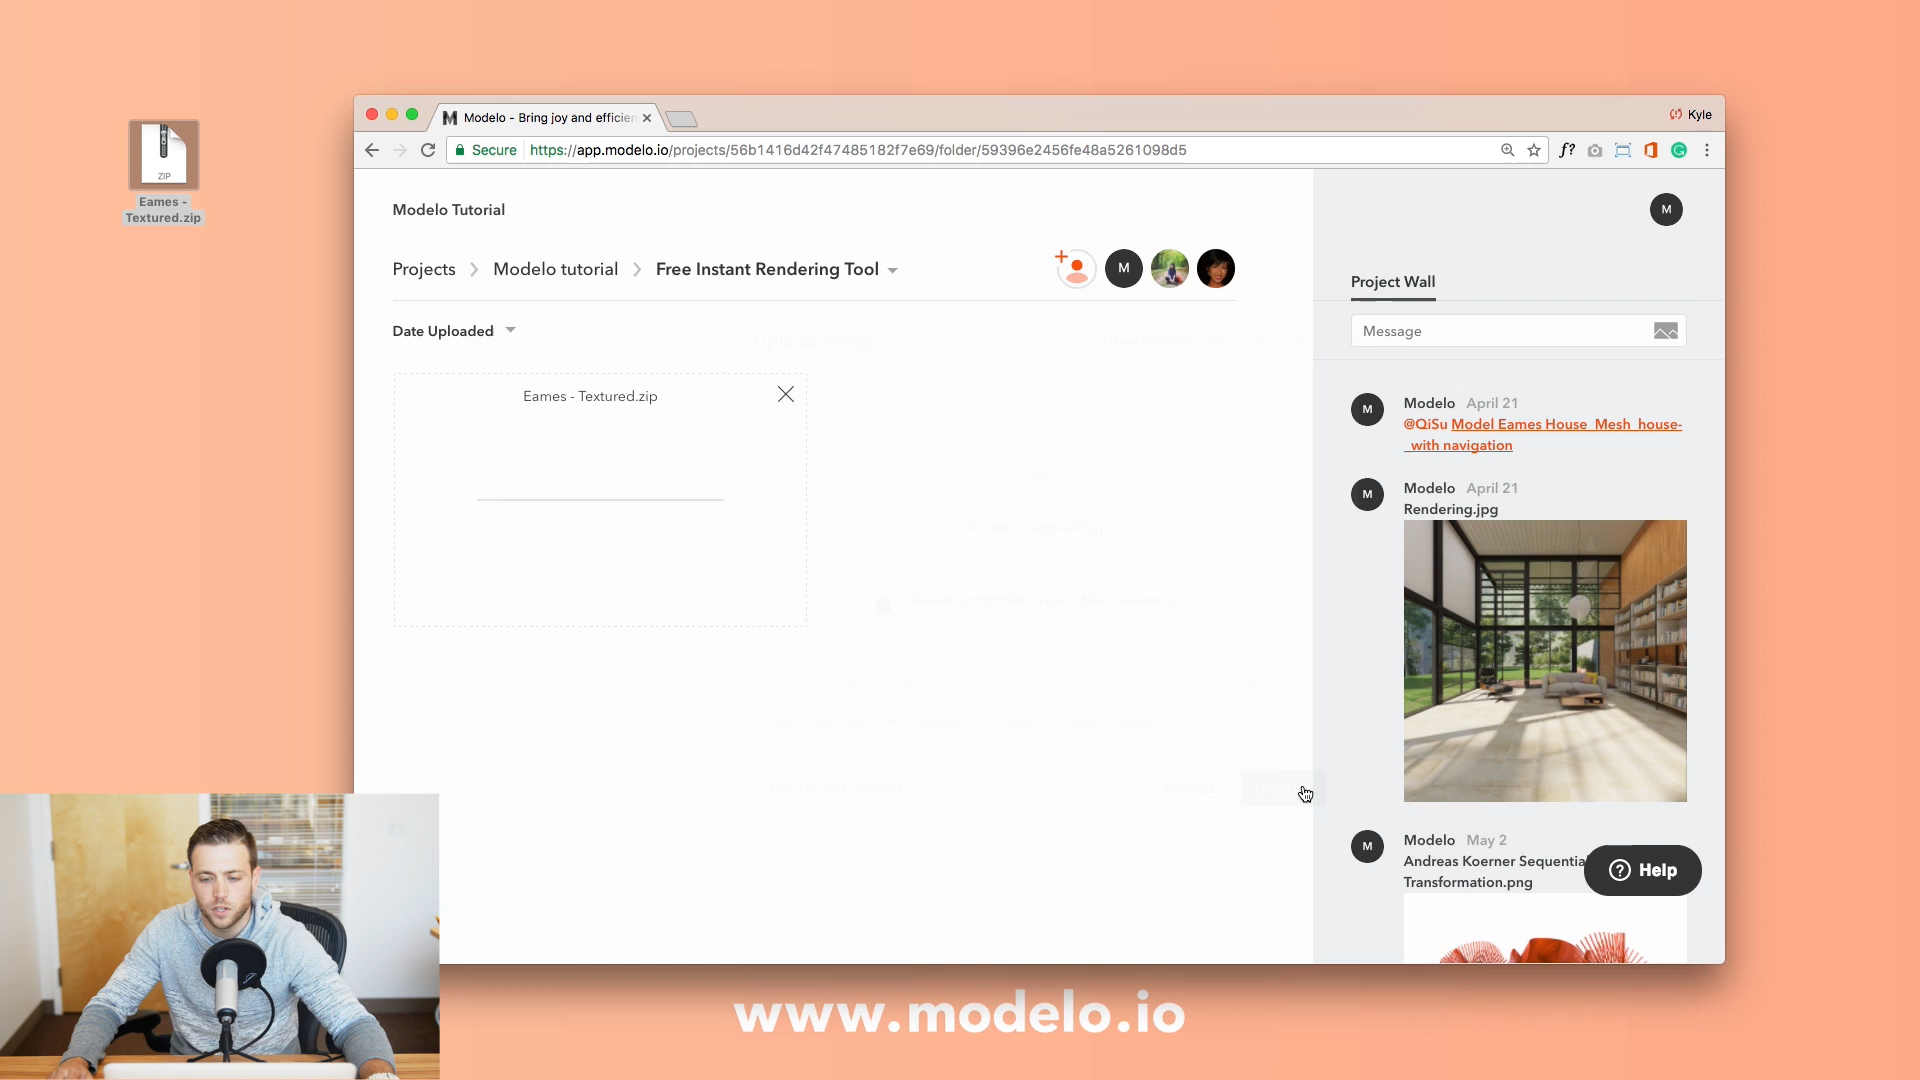 ZIP
Eames -
Textured.zip
Modelo - Bring joy and efficien
Kyle
Secure
https://app.modelo.io/projects/56b1416d42f47485182f7e69/folder/59396e2456fe48a5261098d5
f?
Modelo Tutorial
M
Projects
Modelo tutorial
Free Instant Rendering Tool
M
Project Wall
Date Uploaded
Message
Eames - Textured.zip
M
Modelo April 21
@QiSu Model Eames House_Mesh_house-
_with navigation
M
Modelo April 21
Rendering.jpg
M
Modelo May 2
Andreas Koerner Sequential
Transformation.png
? Help
www.modelo.io